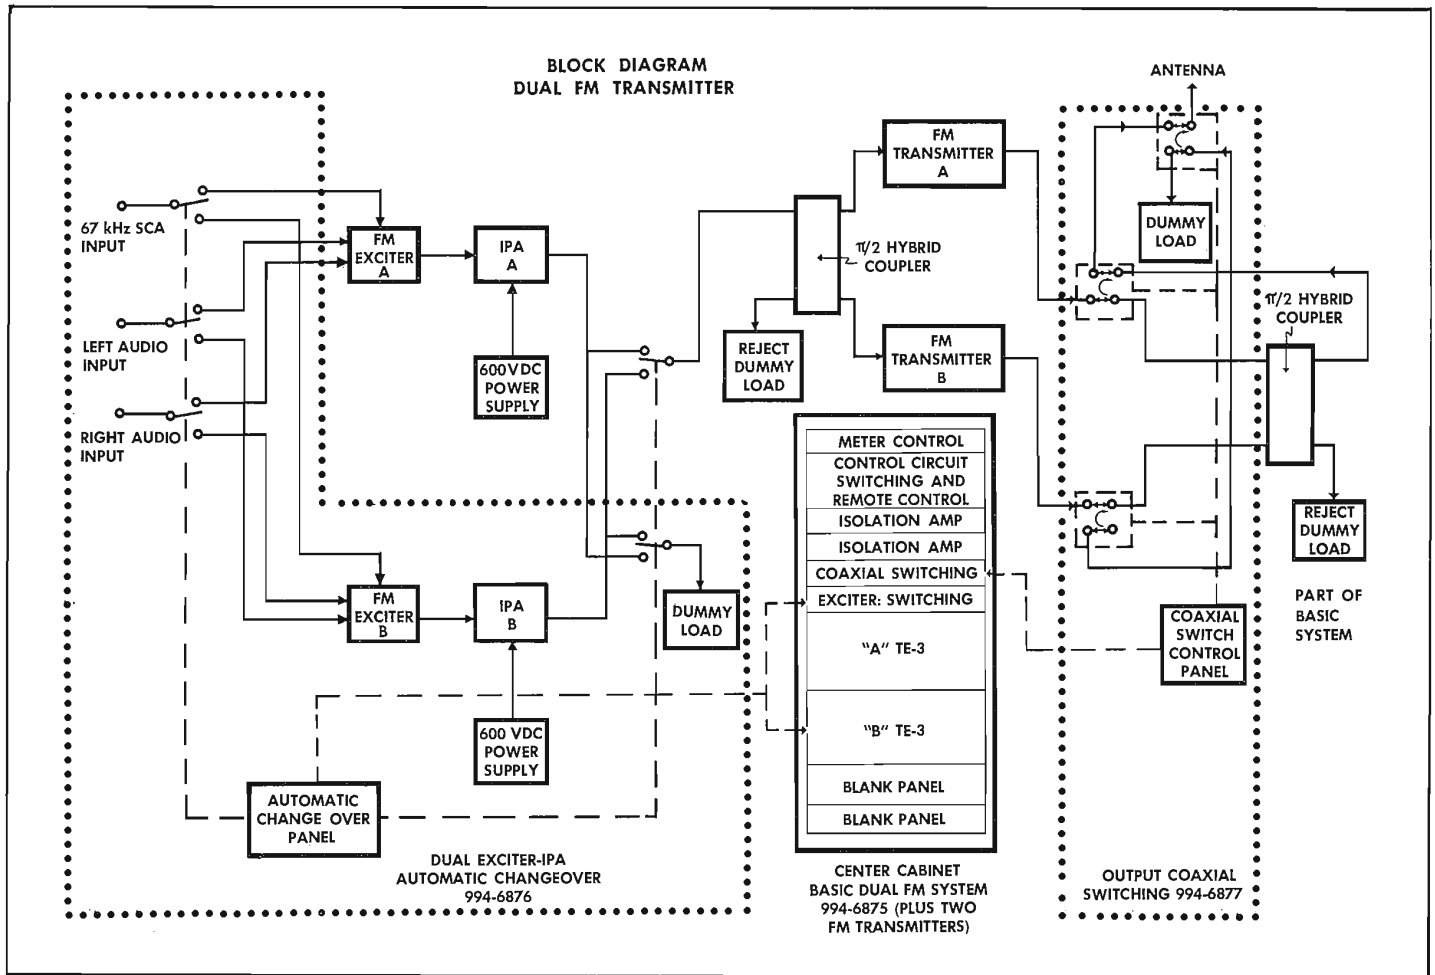 BLOCK DIAGRAM
DUAL FM TRANSMITTER
ANTENNA
67 kHz SCA
INPUT
LEFT AUDIO
INPUT
RIGHT AUDIO
INPUT
FM
EXCITER
A
IPA
A
600VDC
POWER
SUPPLY
FM
EXCITER
B
IPA
B
600 VDC
POWER
SUPPLY
DUMMY
LOAD
AUTOMATIC
CHANGE OVER
PANEL
DUAL EXCITER-IPA
AUTOMATIC CHANGEOVER
994-6876
π/2 HYBRID
COUPLER
REJECT
DUMMY
LOAD
FM
TRANSMITTER
A
FM
TRANSMITTER
B
METER CONTROL
CONTROL CIRCUIT
SWITCHING AND
REMOTE CONTROL
ISOLATION AMP
ISOLATION AMP
COAXIAL SWITCHING
EXCITER: SWITCHING
"A" TE-3
"B" TE-3
BLANK PANEL
BLANK PANEL
CENTER CABINET
BASIC DUAL FM SYSTEM
994-6875 (PLUS TWO
FM TRANSMITTERS)
DUMMY
LOAD
π/2 HYBRID
COUPLER
REJECT
DUMMY
LOAD
PART OF
BASIC
SYSTEM
COAXIAL
SWITCH
CONTROL
PANEL
OUTPUT COAXIAL
SWITCHING 994-6877